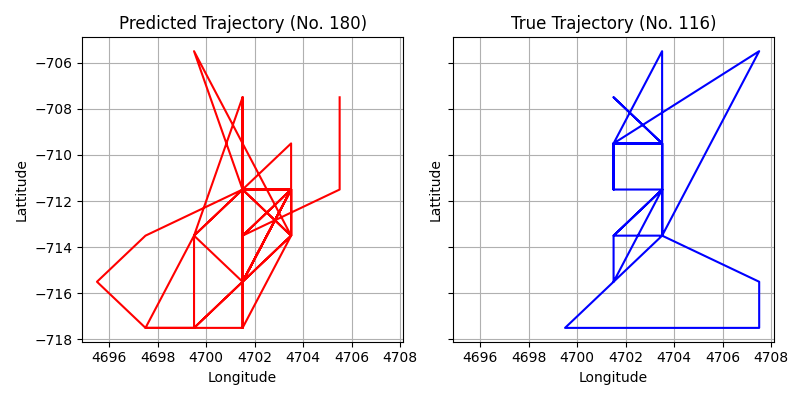 Predicted Trajectory (No. 180)
True Trajectory (No. 116)
Lattitude
−706
−708
−710
−712
−714
−716
−718
4696 4698 4700 4702 4704 4706 4708
Longitude
Lattitude
4696 4698 4700 4702 4704 4706 4708
Longitude